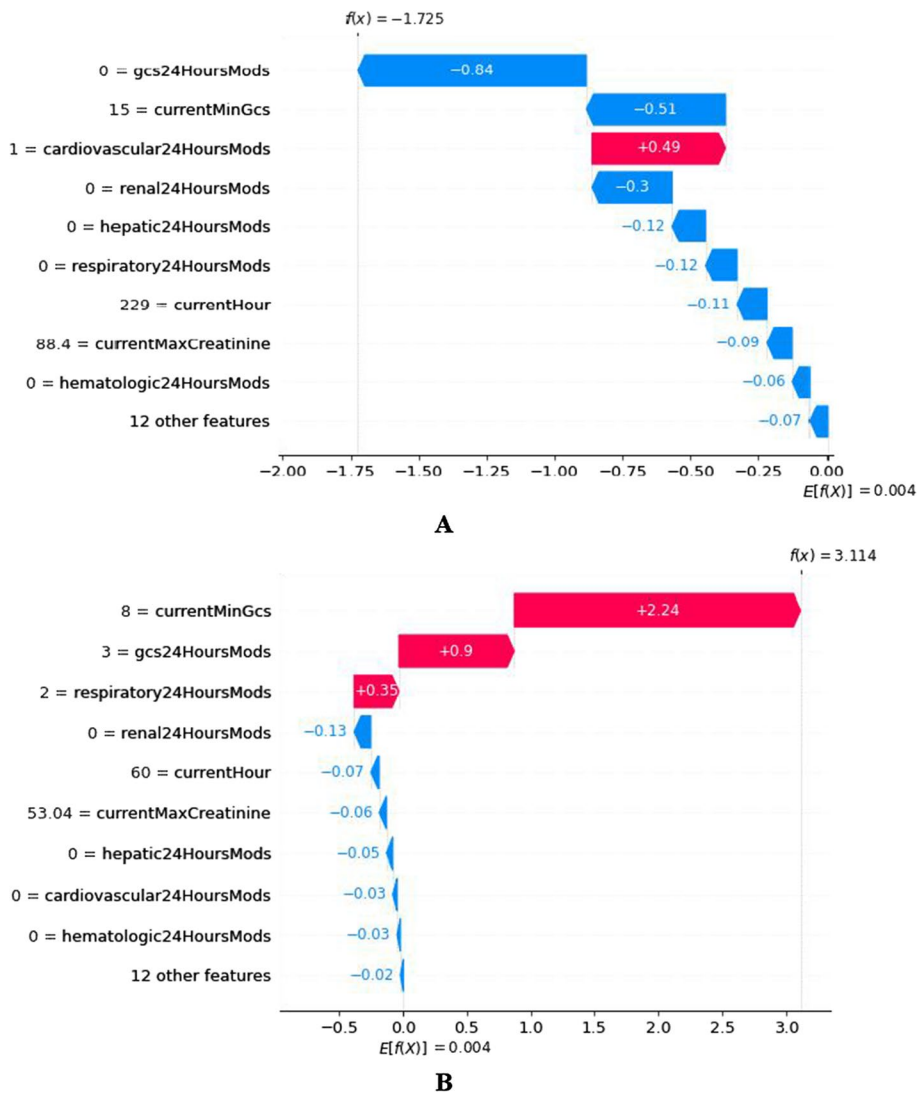 f(x) = −1.725
0 = gcs24HoursMods −0.84
15 = currentMinGcs −0.51
1 = cardiovascular24HoursMods +0.49
0 = renal24HoursMods −0.3
0 = hepatic24HoursMods −0.12
0 = respiratory24HoursMods −0.12
229 = currentHour −0.11
88.4 = currentMaxCreatinine −0.09
0 = hematologic24HoursMods −0.06
12 other features −0.07
−2.00 −1.75 −1.50 −1.25 −1.00 −0.75 −0.50 −0.25 0.00
E[f(X)] = 0.004
A
f(x) = 3.114
8 = currentMinGcs +2.24
3 = gcs24HoursMods +0.9
2 = respiratory24HoursMods +0.35
0 = renal24HoursMods −0.13
60 = currentHour −0.07
53.04 = currentMaxCreatinine −0.06
0 = hepatic24HoursMods −0.05
0 = cardiovascular24HoursMods −0.03
0 = hematologic24HoursMods −0.03
12 other features −0.02
−0.5 0.0 0.5 1.0 1.5 2.0 2.5 3.0
E[f(X)] = 0.004
B